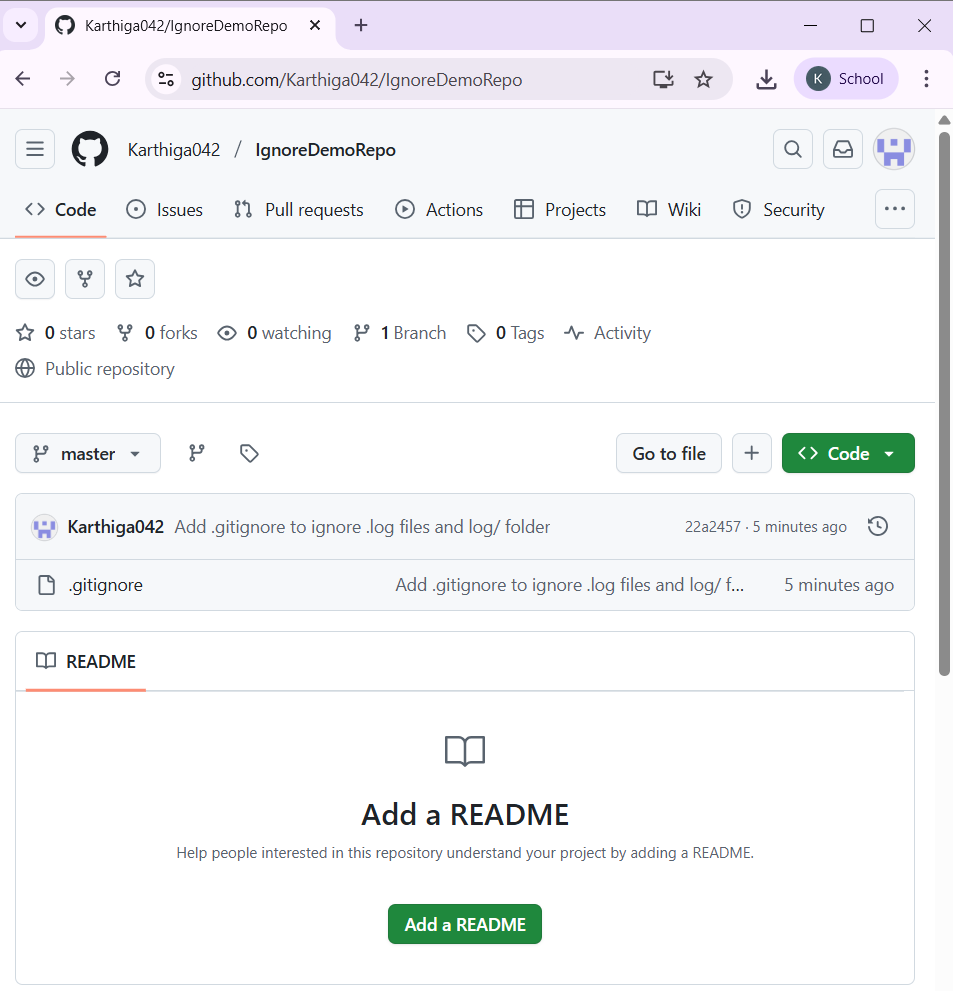 Karthiga042/IgnoreDemoRepo
github.com/Karthiga042/IgnoreDemoRepo
K School
Karthiga042 / IgnoreDemoRepo
Code Issues Pull requests Actions Projects Wiki Security
0 stars 0 forks 0 watching 1 Branch 0 Tags Activity
Public repository
master Go to file Code
Karthiga042 Add .gitignore to ignore .log files and log/ folder 22a2457 · 5 minutes ago
.gitignore Add .gitignore to ignore .log files and log/ f... 5 minutes ago
README
Add a README
Help people interested in this repository understand your project by adding a README.
Add a README